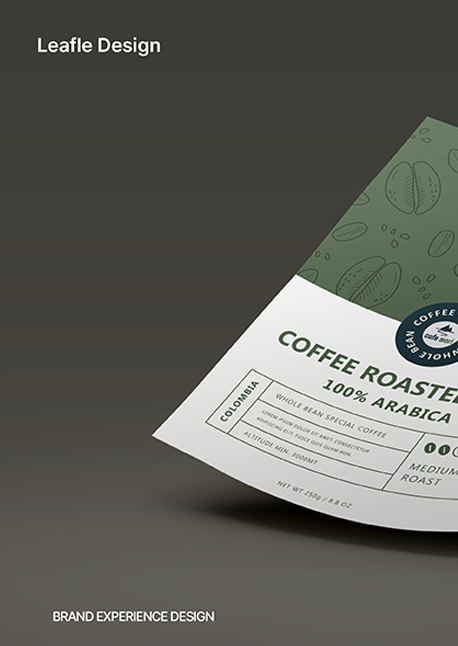 Leafle Design
COFFEE
WHOLE BEAN
COFFEE ROASTE
100% ARABICA
COLOMBIA
WHOLE BEAN SPECIAL COFFEE
LOREM IPSUM DOLOR SIT AMET, CONSECTETUR
ADIPISCING ELIT. FUSCE QUIS QUAM NON.
ALTITUDE MIN. 3000MT
MEDIUM
ROAST
NET WT 250g / 8.8 OZ
BRAND EXPERIENCE DESIGN